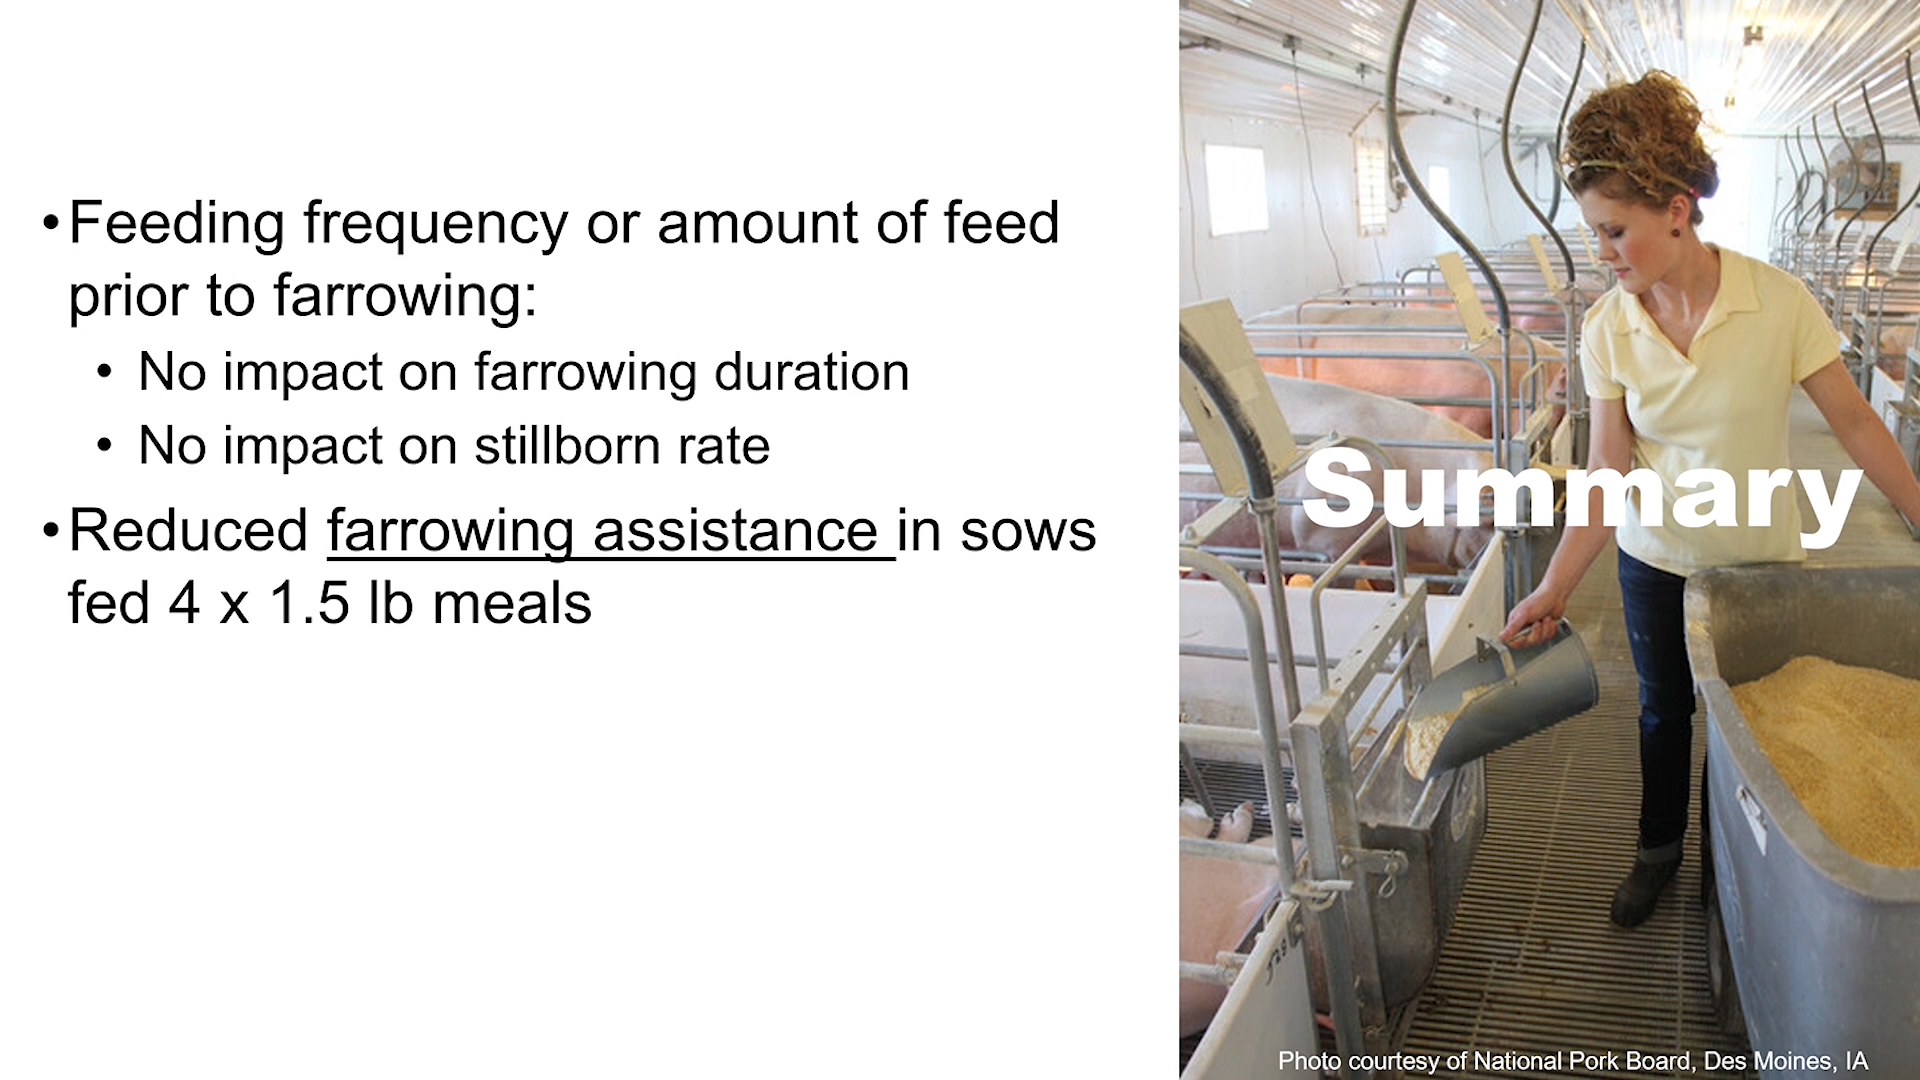 •Feeding frequency or amount of feed
prior to farrowing:
• No impact on farrowing duration
• No impact on stillborn rate
•Reduced farrowing assistance in sows
fed 4 x 1.5 lb meals
Summary
Photo courtesy of National Pork Board, Des Moines, IA